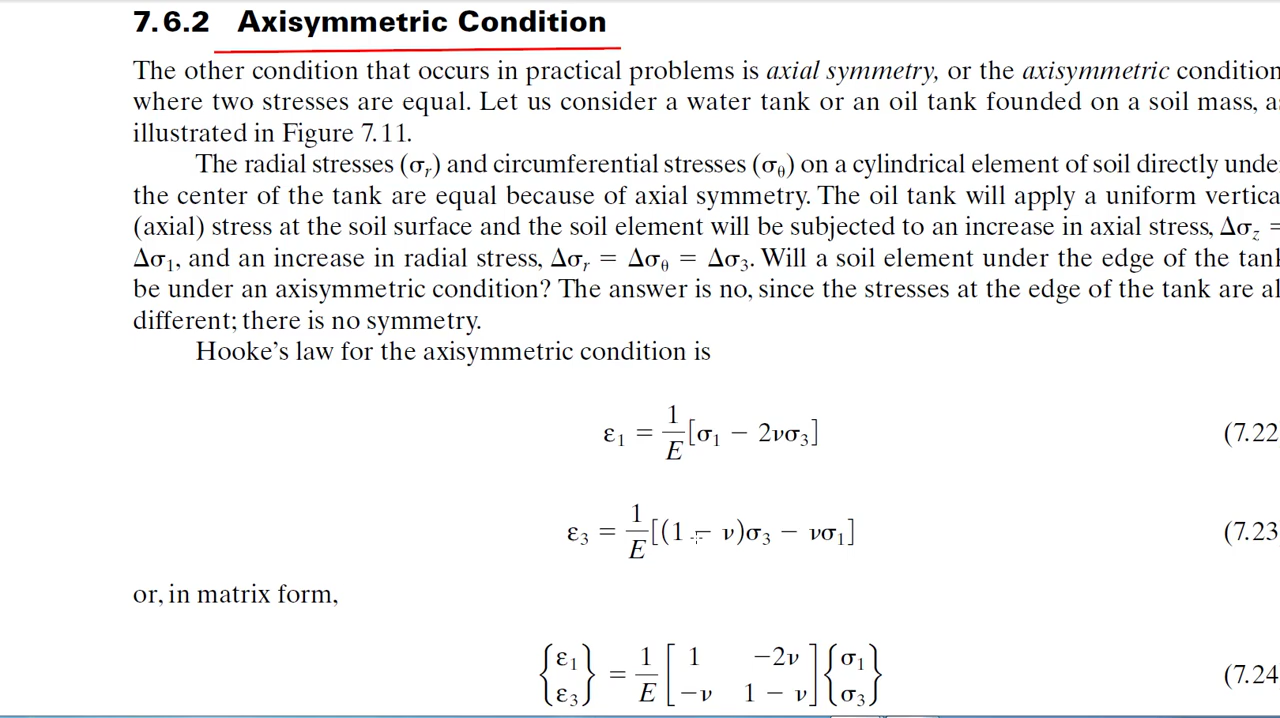 7.6.2 Axisymmetric Condition
The other condition that occurs in practical problems is axial symmetry, or the axisymmetric condition
where two stresses are equal. Let us consider a water tank or an oil tank founded on a soil mass, a
illustrated in Figure 7.11.
The radial stresses (σr) and circumferential stresses (σθ) on a cylindrical element of soil directly unde
the center of the tank are equal because of axial symmetry. The oil tank will apply a uniform vertica
(axial) stress at the soil surface and the soil element will be subjected to an increase in axial stress, Δσz =
Δσ1, and an increase in radial stress, Δσr = Δσθ = Δσ3. Will a soil element under the edge of the tank
be under an axisymmetric condition? The answer is no, since the stresses at the edge of the tank are al
different; there is no symmetry.
Hooke’s law for the axisymmetric condition is
ε1 = 1/E [σ1 − 2νσ3] (7.22
ε3 = 1/E [(1 − ν)σ3 − νσ1] (7.23
or, in matrix form,
{ε1 ε3} = 1/E [1 −2ν −ν 1 − ν] {σ1 σ3} (7.24